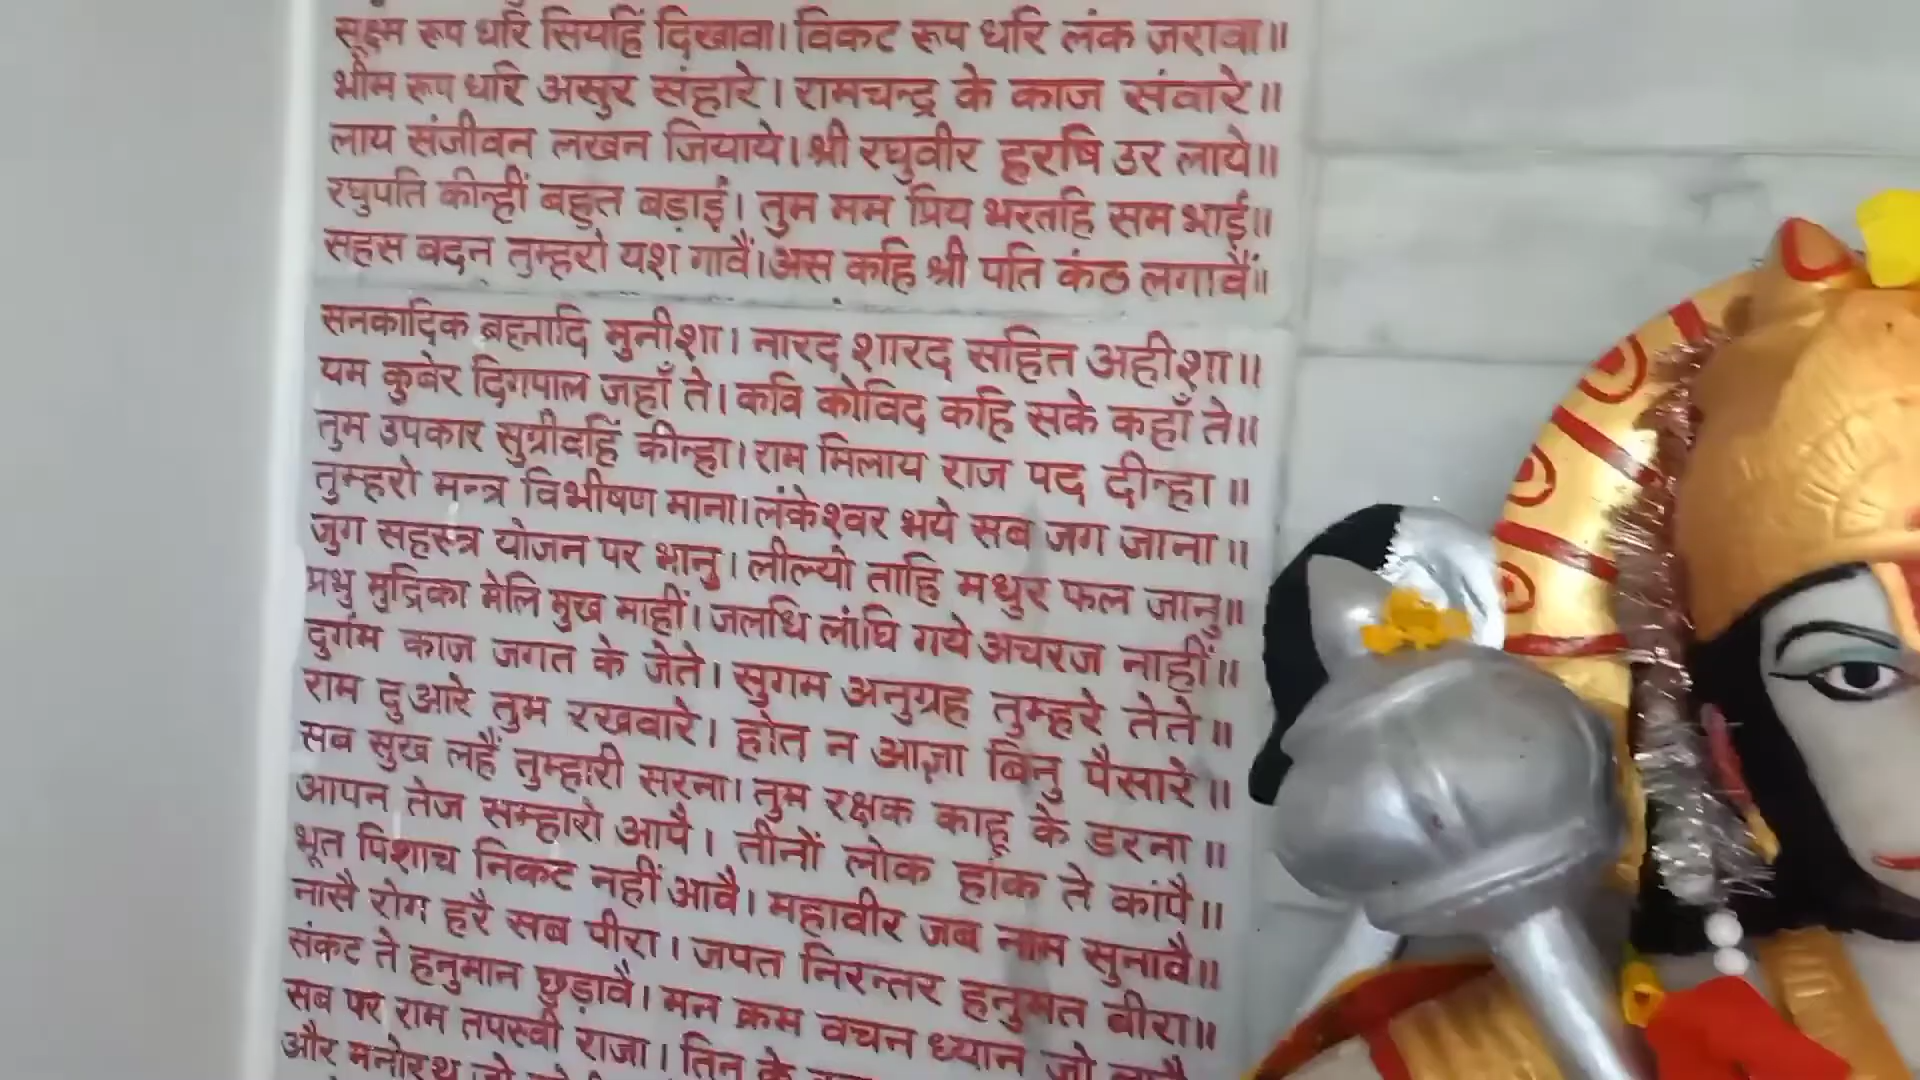 सूक्ष्म रूप धरि सियहिं दिखावा। विकट रूप धरि लंक जरावा॥
भीम रूप धरि असुर संहारे। रामचन्द्र के काज संवारे॥
लाय संजीवन लखन जियाये। श्री रघुवीर हरषि उर लाये॥
रघुपति कीन्हीं बहुत बड़ाई। तुम मम प्रिय भरतहि सम भाई॥
सहस बदन तुम्हरो यश गावैं। अस कहि श्री पति कंठ लगावैं॥
सनकादिक ब्रह्मादि मुनीशा। नारद शारद सहित अहीशा॥
यम कुबेर दिगपाल जहाँ ते। कवि कोविद कहि सके कहाँ ते॥
तुम उपकार सुग्रीवहिं कीन्हा। राम मिलाय राज पद दीन्हा॥
तुम्हरो मन्त्र विभीषण माना। लंकेश्वर भये सब जग जाना॥
जुग सहस्त्र योजन पर भानु। लील्यो ताहि मधुर फल जानु॥
प्रभु मुद्रिका मेलि मुख माहीं। जलधि लांघि गये अचरज नाहीं॥
दुर्गम काज जगत के जेते। सुगम अनुग्रह तुम्हरे तेते॥
राम दुआरे तुम रखवारे। होत न आज्ञा बिनु पैसारे॥
सब सुख लहैं तुम्हारी सरना। तुम रक्षक काहू के डरना॥
आपन तेज सम्हारो आपै। तीनों लोक हांक ते कांपै॥
भूत पिशाच निकट नहीं आवै। महावीर जब नाम सुनावै॥
नासै रोग हरै सब पीरा। जपत निरन्तर हनुमत बीरा॥
संकट ते हनुमान छुड़ावै। मन क्रम वचन ध्यान जो
सब पर राम तपस्वी राजा। तिन के
और मनोरथ जो